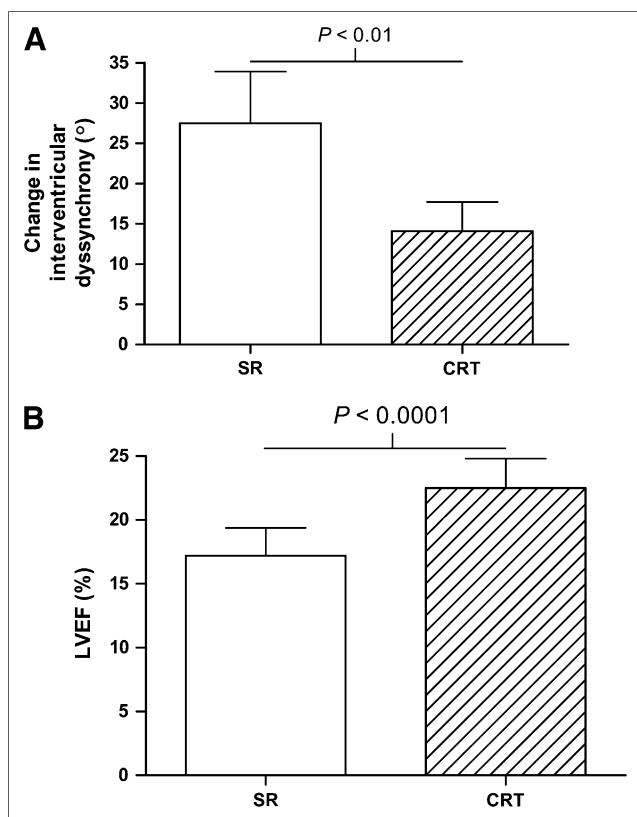 A
P < 0.01
Change in
interventricular
dyssynchrony (°)
35
30
25
20
15
10
5
0
SR CRT
B
P < 0.0001
LVEF (%)
25
20
15
10
5
0
SR CRT